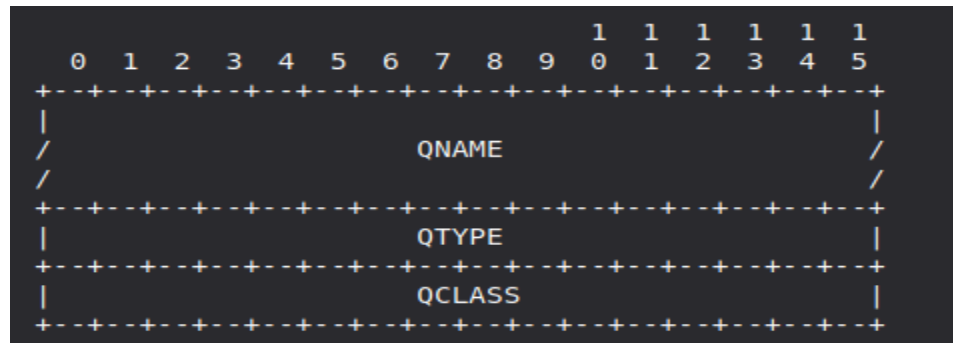 1  1  1  1  1  1
  0  1  2  3  4  5  6  7  8  9  0  1  2  3  4  5
+--+--+--+--+--+--+--+--+--+--+--+--+--+--+--+--+
|                                               |
/                     QNAME                     /
/                                               /
+--+--+--+--+--+--+--+--+--+--+--+--+--+--+--+--+
|                     QTYPE                     |
+--+--+--+--+--+--+--+--+--+--+--+--+--+--+--+--+
|                     QCLASS                    |
+--+--+--+--+--+--+--+--+--+--+--+--+--+--+--+--+